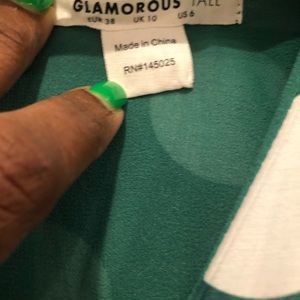 GLAMOROUS TALL
EUR 38 UK 10 US 6
Made in China
RN#145025